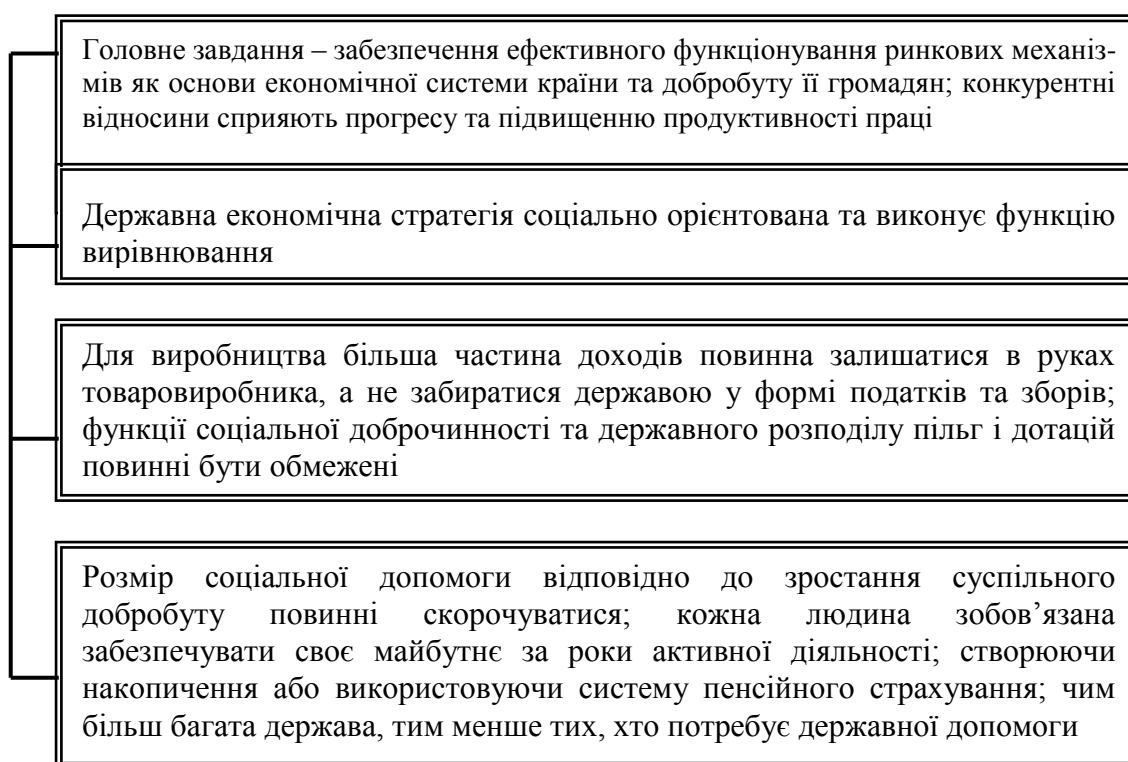 Головне завдання – забезпечення ефективного функціонування ринкових механіз-
мів як основи економічної системи країни та добробуту її громадян; конкурентні
відносини сприяють прогресу та підвищенню продуктивності праці
Державна економічна стратегія соціально орієнтована та виконує функцію
вирівнювання
Для виробництва більша частина доходів повинна залишатися в руках
товаровиробника, а не забиратися державою у формі податків та зборів;
функції соціальної доброчинності та державного розподілу пільг і дотацій
повинні бути обмежені
Розмір соціальної допомоги відповідно до зростання суспільного
добробуту повинні скорочуватися; кожна людина зобов’язана
забезпечувати своє майбутнє за роки активної діяльності; створюючи
накопичення або використовуючи систему пенсійного страхування; чим
більш багата держава, тим менше тих, хто потребує державної допомоги